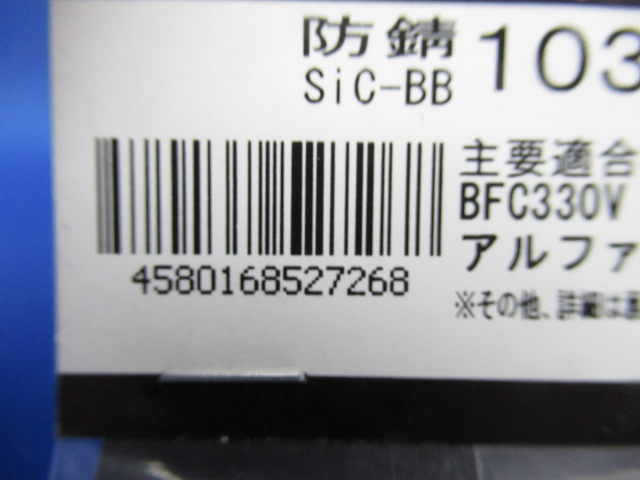 防錆 103
SiC-BB
主要適合
BFC330V
アルファ
4580168527268
※その他、詳細は